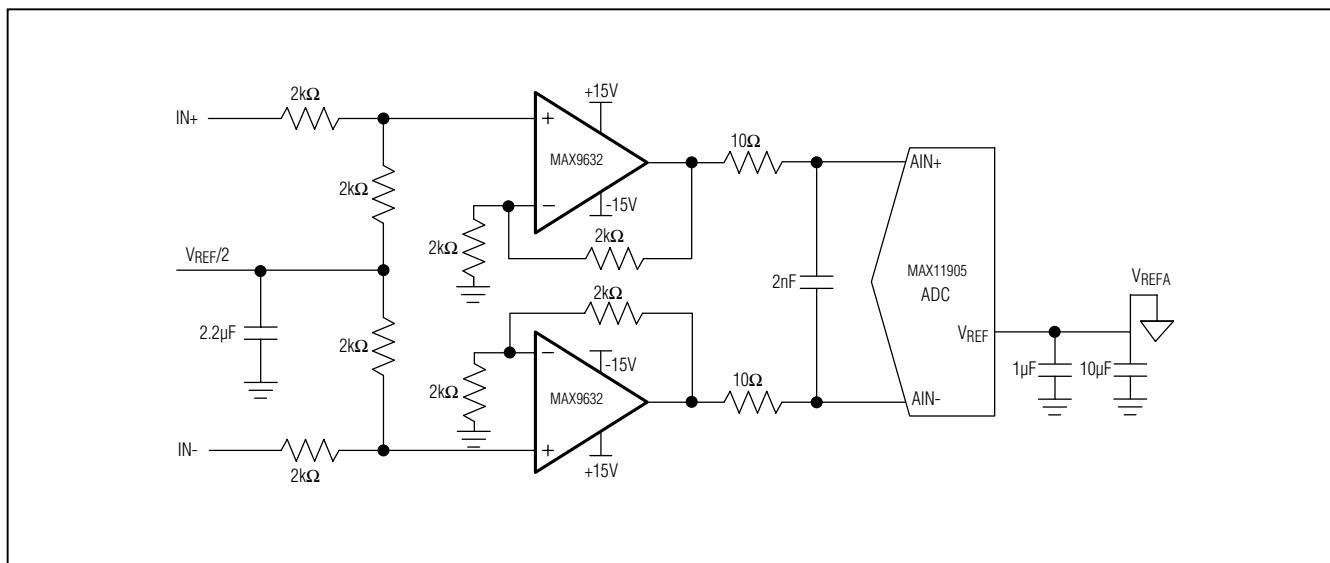 2kΩ
IN+
2kΩ
VREF/2
2.2µF
2kΩ
IN-
2kΩ
+15V
+
MAX9632
-
-15V
2kΩ
2kΩ
2kΩ
-
-15V
2kΩ
MAX9632
+
+15V
10Ω
2nF
10Ω
AIN+
MAX11905
ADC
VREF
AIN-
VREFA
1µF
10µF